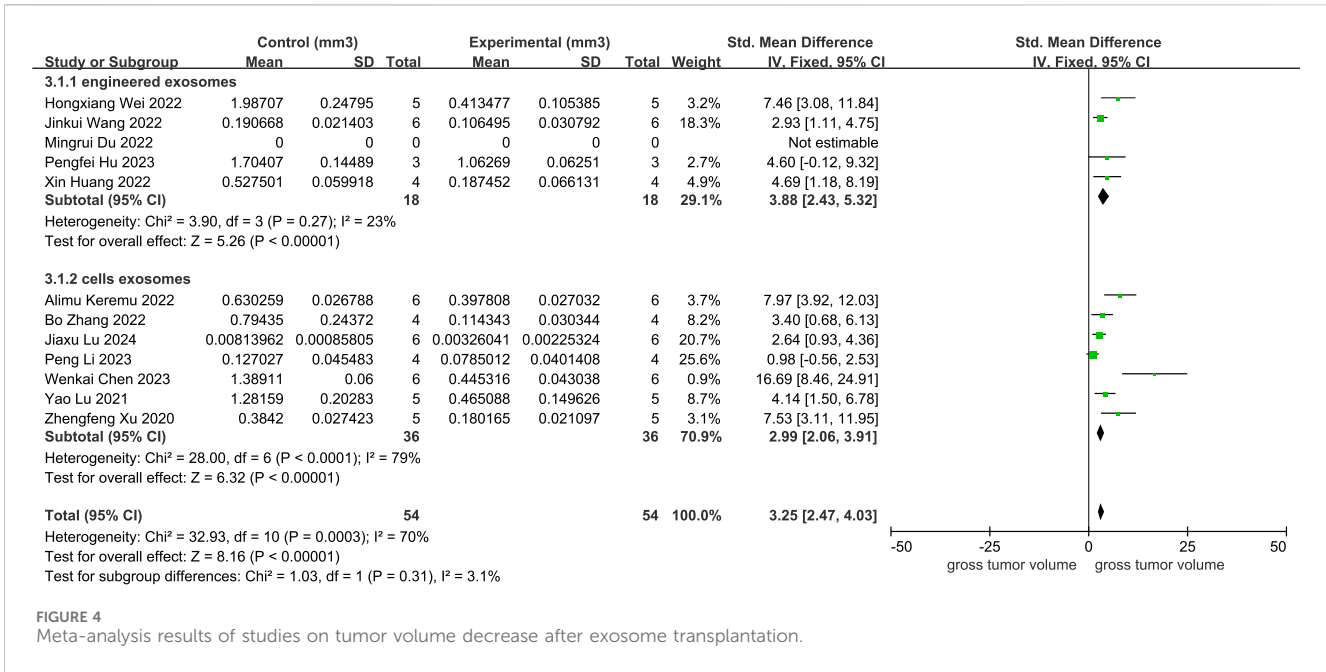 Control (mm3) Experimental (mm3) Std. Mean Difference Std. Mean Difference
Study or Subgroup Mean SD Total Mean SD Total Weight IV, Fixed, 95% CI IV, Fixed, 95% CI
3.1.1 engineered exosomes
Hongxiang Wei 2022 1.98707 0.24795 5 0.413477 0.105385 5 3.2% 7.46 [3.08, 11.84]
Jinkui Wang 2022 0.190668 0.021403 6 0.106495 0.030792 6 18.3% 2.93 [1.11, 4.75]
Mingrui Du 2022 0 0 0 0 0 0 Not estimable
Pengfei Hu 2023 1.70407 0.14489 3 1.06269 0.06251 3 2.7% 4.60 [-0.12, 9.32]
Xin Huang 2022 0.527501 0.059918 4 0.187452 0.066131 4 4.9% 4.69 [1.18, 8.19]
Subtotal (95% CI) 18 18 29.1% 3.88 [2.43, 5.32]
Heterogeneity: Chi² = 3.90, df = 3 (P = 0.27); I² = 23%
Test for overall effect: Z = 5.26 (P < 0.00001)
3.1.2 cells exosomes
Alimu Keremu 2022 0.630259 0.026788 6 0.397808 0.027032 6 3.7% 7.97 [3.92, 12.03]
Bo Zhang 2022 0.79435 0.24372 4 0.114343 0.030344 4 8.2% 3.40 [0.68, 6.13]
Jiaxu Lu 2024 0.00813962 0.00085805 6 0.00326041 0.00225324 6 20.7% 2.64 [0.93, 4.36]
Peng Li 2023 0.127027 0.045483 4 0.0785012 0.0401408 4 25.6% 0.98 [-0.56, 2.53]
Wenkai Chen 2023 1.38911 0.06 6 0.445316 0.043038 6 0.9% 16.69 [8.46, 24.91]
Yao Lu 2021 1.28159 0.20283 5 0.465088 0.149626 5 8.7% 4.14 [1.50, 6.78]
Zhengfeng Xu 2020 0.3842 0.027423 5 0.180165 0.021097 5 3.1% 7.53 [3.11, 11.95]
Subtotal (95% CI) 36 36 70.9% 2.99 [2.06, 3.91]
Heterogeneity: Chi² = 28.00, df = 6 (P < 0.0001); I² = 79%
Test for overall effect: Z = 6.32 (P < 0.00001)
Total (95% CI) 54 54 100.0% 3.25 [2.47, 4.03]
Heterogeneity: Chi² = 32.93, df = 10 (P = 0.0003); I² = 70%
Test for overall effect: Z = 8.16 (P < 0.00001)
Test for subgroup differences: Chi² = 1.03, df = 1 (P = 0.31), I² = 3.1%
-50 -25 0 25 50
gross tumor volume gross tumor volume
FIGURE 4
Meta-analysis results of studies on tumor volume decrease after exosome transplantation.